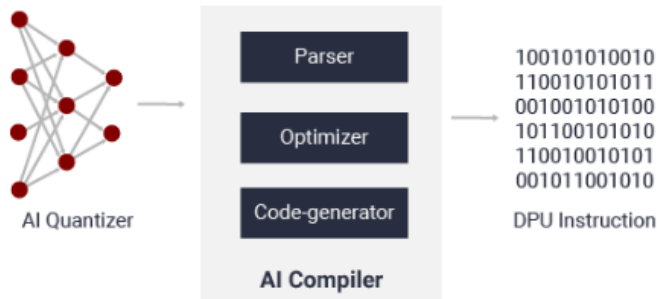 AI Quantizer
Parser
Optimizer
Code-generator
AI Compiler
100101010010
110010101011
001001010100
101100101010
110010010101
001011001010
DPU Instruction